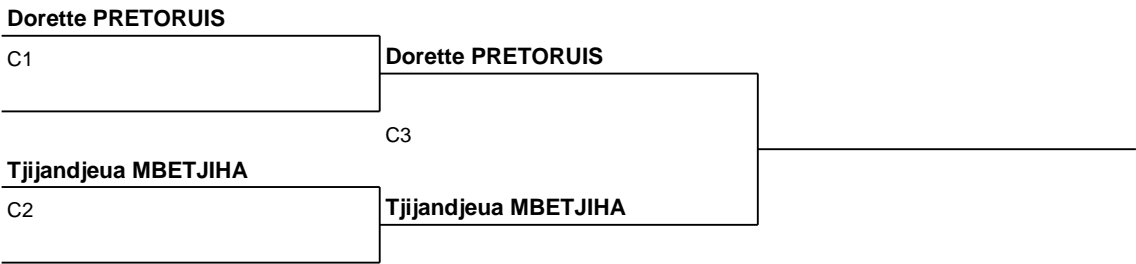 Dorette PRETORUIS
C1
Dorette PRETORUIS
C3
Tjijandjeua MBETJIHA
C2
Tjijandjeua MBETJIHA